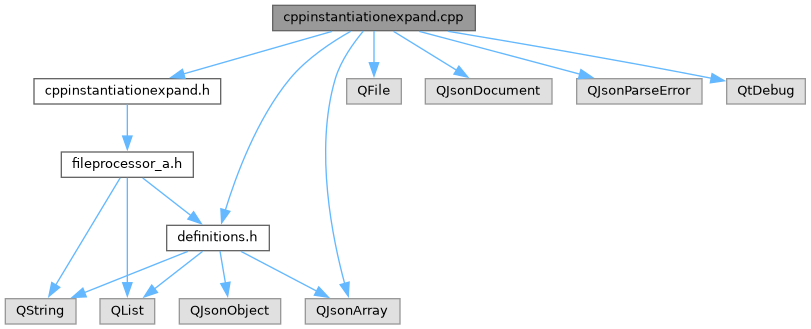 cppinstantiationexpand.cpp
cppinstantiationexpand.h
QFile
QJsonDocument
QJsonParseError
QtDebug
fileprocessor_a.h
definitions.h
QString
QList
QJsonObject
QJsonArray